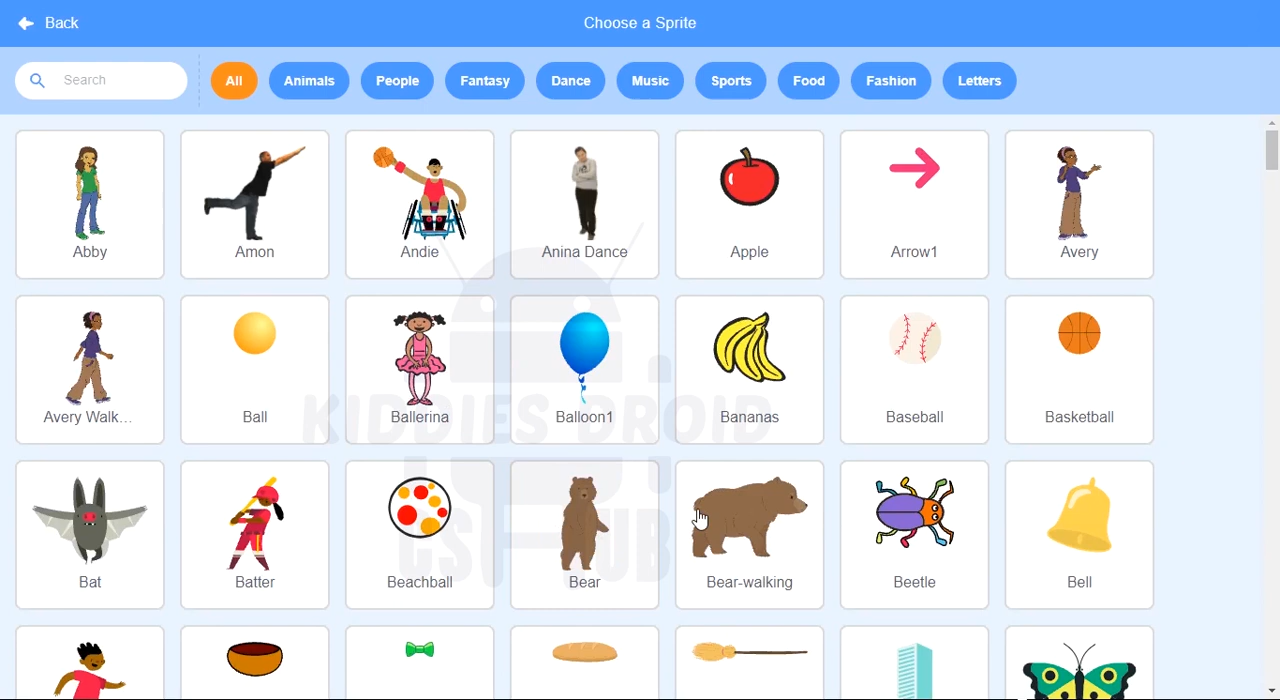 Back
Choose a Sprite
Search
All
Animals
People
Fantasy
Dance
Music
Sports
Food
Fashion
Letters
Abby
Amon
Andie
Anina Dance
Apple
Arrow1
Avery
Avery Walk...
Ball
Ballerina
Balloon1
Bananas
Baseball
Basketball
KIDDIES DROID
Bat
Batter
Beachball
Bear
Bear-walking
Beetle
Bell
CS HUB